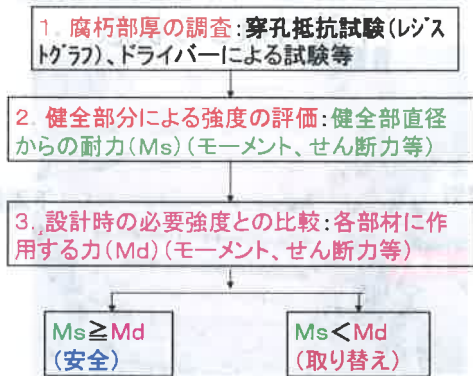 1. 腐朽部厚の調査:穿孔抵抗試験(レジス
トグラフ)、ドライバーによる試験等
2. 健全部分による強度の評価:健全部直径
からの耐力(Ms)(モーメント、せん断力等)
3. 設計時の必要強度との比較:各部材に作
用する力(Md)(モーメント、せん断力等)
Ms≧Md
(安全)
Ms<Md
(取り替え)